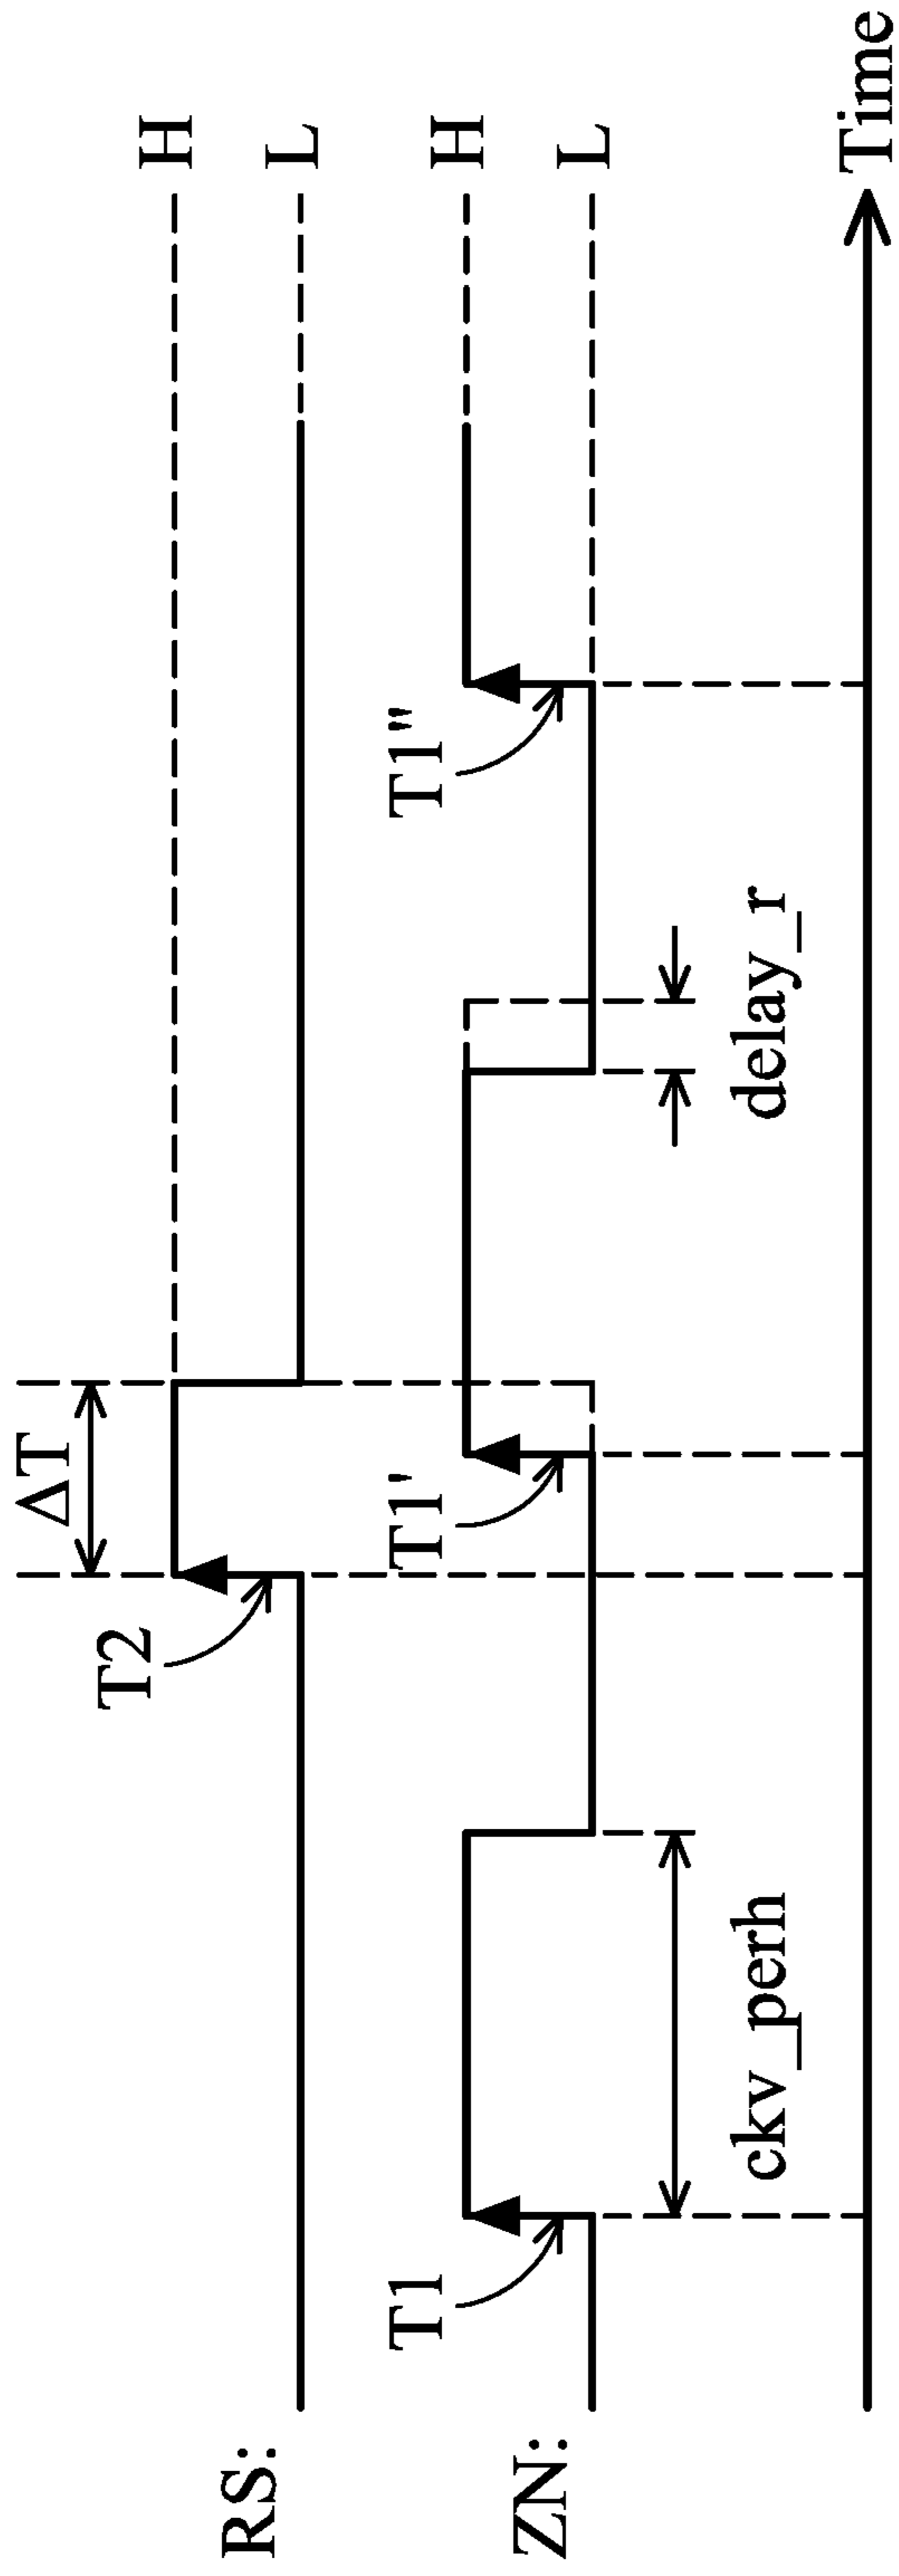 ΔT
T2
H
RS:
L
T1
T1'
T1"
H
ZN:
L
ckv_perh
delay_r
Time